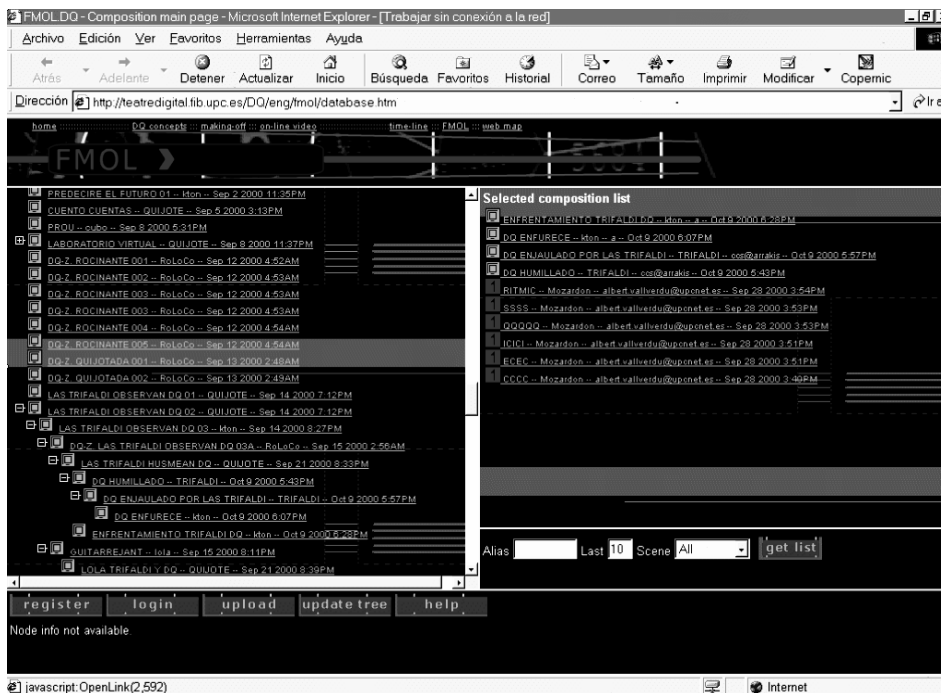 FMOL.DQ - Composition main page - Microsoft Internet Explorer - [Trabajar sin conexión a la red]
Archivo Edición Ver Favoritos Herramientas Ayuda
Atrás Adelante Detener Actualizar Inicio Búsqueda Favoritos Historial Correo Tamaño Imprimir Modificar Copernic
Dirección http://teatredigital.fib.upc.es/DQ/eng/fmol/database.htm Ir a
home DQ concepts making-off on-line video time-line FMOL web map
FMOL
PREDECIRE EL FUTURO 01 -- kton -- Sep 2 2000 11:35PM
CUENTO CUENTAS -- QUIJOTE -- Sep 5 2000 3:13PM
PROU -- cubo -- Sep 8 2000 5:31PM
LABORATORIO VIRTUAL -- QUIJOTE -- Sep 8 2000 11:37PM
DQ-Z. ROCINANTE 001 -- RoLoCo -- Sep 12 2000 4:52AM
DQ-Z. ROCINANTE 002 -- RoLoCo -- Sep 12 2000 4:53AM
DQ-Z. ROCINANTE 003 -- RoLoCo -- Sep 12 2000 4:53AM
DQ-Z. ROCINANTE 003 -- RoLoCo -- Sep 12 2000 4:53AM
DQ-Z. ROCINANTE 004 -- RoLoCo -- Sep 12 2000 4:54AM
DQ-Z. ROCINANTE 005 -- RoLoCo -- Sep 12 2000 4:54AM
DQ-Z. QUIJOTADA 001 -- RoLoCo -- Sep 13 2000 2:48AM
DQ-Z. QUIJOTADA 002 -- RoLoCo -- Sep 13 2000 2:49AM
LAS TRIFALDI OBSERVAN DQ 01 -- QUIJOTE -- Sep 14 2000 7:12PM
LAS TRIFALDI OBSERVAN DQ 02 -- QUIJOTE -- Sep 14 2000 7:12PM
LAS TRIFALDI OBSERVAN DQ 03 -- kton -- Sep 14 2000 8:27PM
DQ-Z. LAS TRIFALDI OBSERVAN DQ 03A -- RoLoCo -- Sep 15 2000 2:56AM
LAS TRIFALDI HUSMEAN DQ -- QUIJOTE -- Sep 21 2000 8:33PM
DQ HUMILLADO -- TRIFALDI -- Oct 9 2000 5:43PM
DQ ENJAULADO POR LAS TRIFALDI -- TRIFALDI -- Oct 9 2000 5:57PM
DQ ENFURECE -- kton -- Oct 9 2000 6:07PM
ENFRENTAMIENTO TRIFALDI DQ -- kton -- Oct 9 2000 6:28PM
GUITARREJANT -- lola -- Sep 15 2000 8:11PM
LOLA TRIFALDI Y DQ -- QUIJOTE -- Sep 21 2000 8:39PM
Selected composition list
ENFRENTAMIENTO TRIFALDI DQ -- kton -- a -- Oct 9 2000 6:28PM
DQ ENFURECE -- kton -- a -- Oct 9 2000 6:07PM
DQ ENJAULADO POR LAS TRIFALDI -- TRIFALDI -- ccs@arrakis -- Oct 9 2000 5:57PM
DQ HUMILLADO -- TRIFALDI -- ccs@arrakis -- Oct 9 2000 5:43PM
1 RITMIC -- Mozardon -- albert.vallverdu@upcnet.es -- Sep 28 2000 3:54PM
1 SSSS -- Mozardon -- albert.vallverdu@upcnet.es -- Sep 28 2000 3:53PM
1 QQQQQ -- Mozardon -- albert.vallverdu@upcnet.es -- Sep 28 2000 3:53PM
1 ICICI -- Mozardon -- albert.vallverdu@upcnet.es -- Sep 28 2000 3:51PM
1 ECEC -- Mozardon -- albert.vallverdu@upcnet.es -- Sep 28 2000 3:51PM
1 CCCC -- Mozardon -- albert.vallverdu@upcnet.es -- Sep 28 2000 3:49PM
Alias Last 10 Scene All get list
register login upload update tree help
Node info not available.
javascript:OpenLink(2,592) Internet